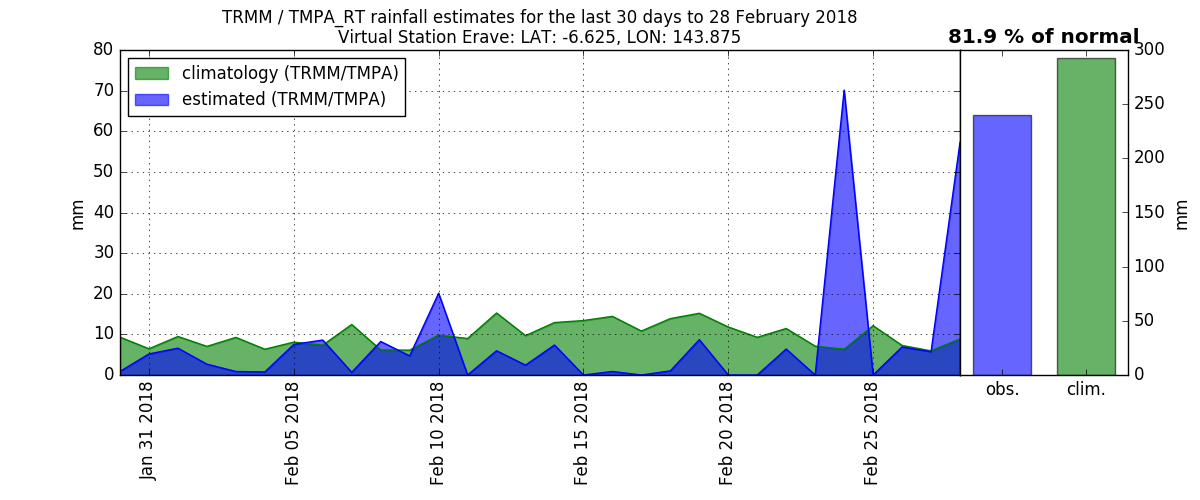 TRMM / TMPA_RT rainfall estimates for the last 30 days to 28 February 2018
Virtual Station Erave: LAT: -6.625, LON: 143.875
81.9 % of normal
climatology (TRMM/TMPA)
estimated (TRMM/TMPA)
80
70
60
50
40
30
20
10
0
mm
Jan 31 2018
Feb 05 2018
Feb 10 2018
Feb 15 2018
Feb 20 2018
Feb 25 2018
300
250
200
150
100
50
0
mm
obs.
clim.